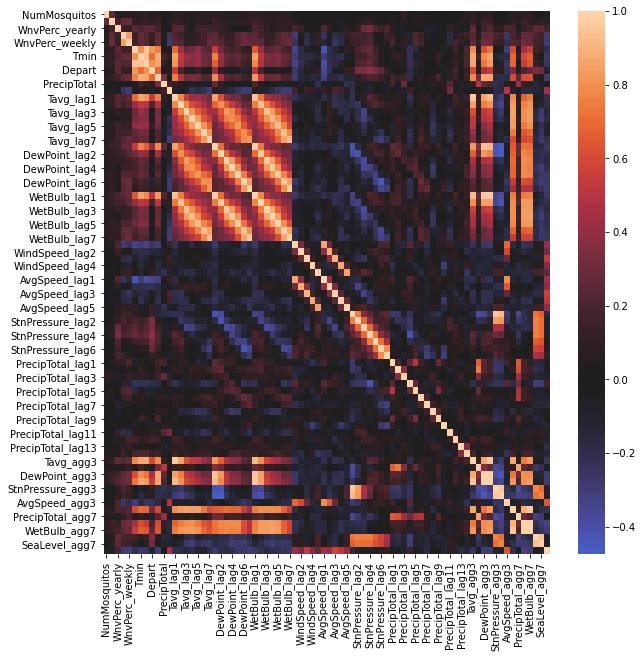 NumMosquitos
WnvPerc_yearly
WnvPerc_weekly
Tmin
Depart
PrecipTotal
Tavg_lag1
Tavg_lag3
Tavg_lag5
Tavg_lag7
DewPoint_lag2
DewPoint_lag4
DewPoint_lag6
WetBulb_lag1
WetBulb_lag3
WetBulb_lag5
WetBulb_lag7
WindSpeed_lag2
WindSpeed_lag4
AvgSpeed_lag1
AvgSpeed_lag3
AvgSpeed_lag5
StnPressure_lag2
StnPressure_lag4
StnPressure_lag6
PrecipTotal_lag1
PrecipTotal_lag3
PrecipTotal_lag5
PrecipTotal_lag7
PrecipTotal_lag9
PrecipTotal_lag11
PrecipTotal_lag13
Tavg_agg3
DewPoint_agg3
StnPressure_agg3
AvgSpeed_agg3
PrecipTotal_agg7
WetBulb_agg7
SeaLevel_agg7
NumMosquitos
WnvPerc_yearly
WnvPerc_weekly
Tmin
Depart
PrecipTotal
Tavg_lag1
Tavg_lag3
Tavg_lag5
Tavg_lag7
DewPoint_lag2
DewPoint_lag4
DewPoint_lag6
WetBulb_lag1
WetBulb_lag3
WetBulb_lag5
WetBulb_lag7
WindSpeed_lag2
WindSpeed_lag4
AvgSpeed_lag1
AvgSpeed_lag3
AvgSpeed_lag5
StnPressure_lag2
StnPressure_lag4
StnPressure_lag6
PrecipTotal_lag1
PrecipTotal_lag3
PrecipTotal_lag5
PrecipTotal_lag7
PrecipTotal_lag9
PrecipTotal_lag11
PrecipTotal_lag13
Tavg_agg3
DewPoint_agg3
StnPressure_agg3
AvgSpeed_agg3
PrecipTotal_agg7
WetBulb_agg7
SeaLevel_agg7
1.0
0.8
0.6
0.4
0.2
0.0
−0.2
−0.4